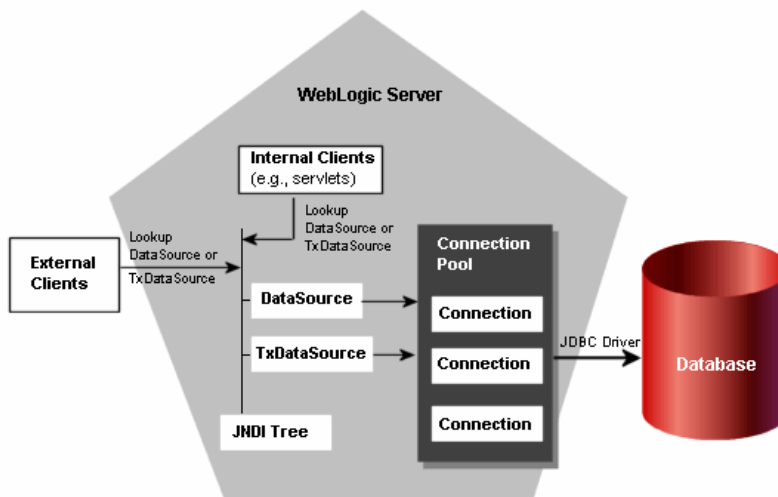 WebLogic Server
Internal Clients
(e.g., servlets)
Lookup
DataSource or
TxDataSource
External
Clients
Lookup
DataSource or
TxDataSource
DataSource
TxDataSource
JNDI Tree
Connection
Pool
Connection
Connection
Connection
JDBC Driver
Database